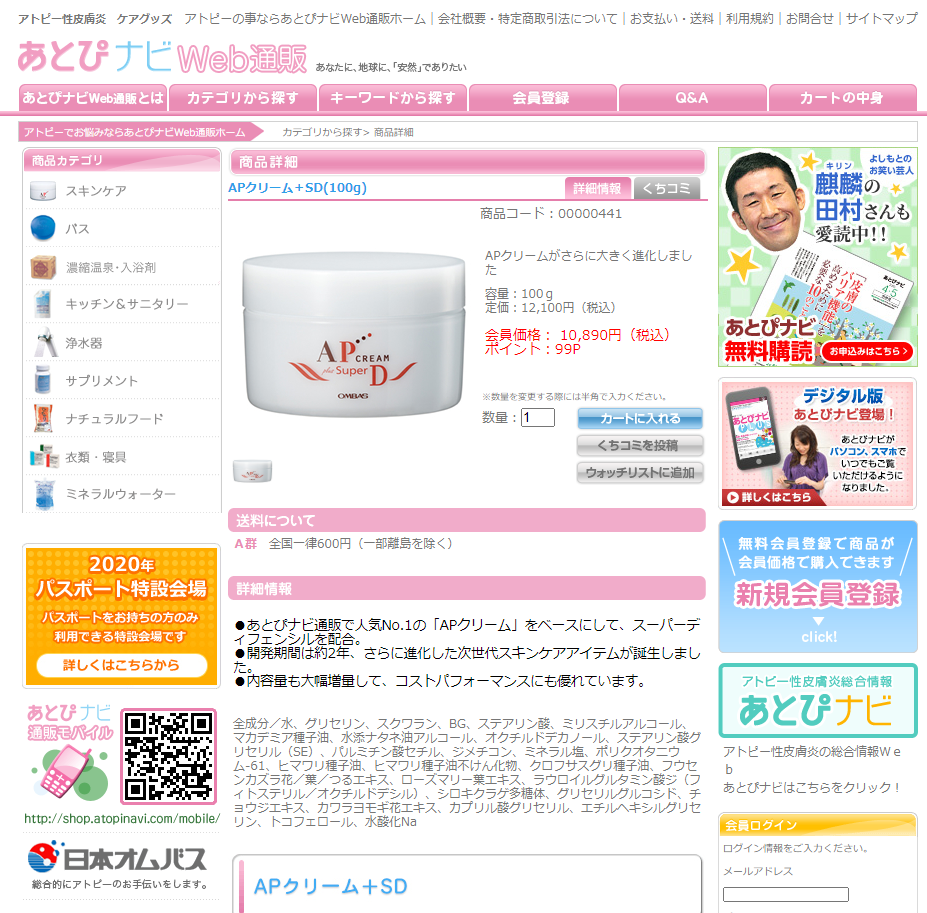 アトピー性皮膚炎　ケアグッズ　アトピーの事ならあとぴナビWeb通販ホーム｜会社概要・特定商取引法について｜お支払い・送料｜利用規約｜お問合せ｜サイトマップ
あとぴナビWeb通販 あなたに、地球に、「安然」でありたい
あとぴナビWeb通販とは カテゴリから探す キーワードから探す 会員登録 Q&A カートの中身
アトピーでお悩みならあとぴナビWeb通販ホーム カテゴリから探す> 商品詳細
商品カテゴリ
スキンケア
バス
濃縮温泉・入浴剤
キッチン＆サニタリー
浄水器
サプリメント
ナチュラルフード
衣類・寝具
ミネラルウォーター
2020年
パスポート特設会場
パスポートをお持ちの方のみ
利用できる特設会場です
詳しくはこちらから
あとぴナビ
通販モバイル
http://shop.atopinavi.com/mobile/
日本オムバス
総合的にアトピーのお手伝いをします。
商品詳細
APクリーム＋SD(100g)
詳細情報 くちコミ
商品コード：00000441
AP CREAM
plus Super D
OMBAS
APクリームがさらに大きく進化しまし
た
容量：100ｇ
定価：12,100円（税込）
会員価格： 10,890円（税込）
ポイント：99P
※数量を変更する際には半角で入力ください。
数量：1 カートに入れる
くちコミを投稿
ウォッチリストに追加
送料について
A群　全国一律600円（一部離島を除く）
詳細情報
●あとぴナビ通販で人気No.1の「APクリーム」をベースにして、スーパーデ
ィフェンシルを配合。
●開発期間は約2年、さらに進化した次世代スキンケアアイテムが誕生しまし
た。
●内容量も大幅増量して、コストパフォーマンスにも優れています。
全成分／水、グリセリン、スクワラン、BG、ステアリン酸、ミリスチルアルコール、
マカデミア種子油、水添ナタネ油アルコール、オクチルドデカノール、ステアリン酸グ
リセリル（SE）、パルミチン酸セチル、ジメチコン、ミネラル塩、ポリクオタニウ
ム-61、ヒマワリ種子油、ヒマワリ種子油不けん化物、クロフサスグリ種子油、フウセ
ンカズラ花／葉／つるエキス、ローズマリー葉エキス、ラウロイルグルタミン酸ジ（フ
ィトステリル／オクチルドデシル）、シロキクラゲ多糖体、グリセリルグルコシド、チ
ョウジエキス、カワラヨモギ花エキス、カプリル酸グリセリル、エチルヘキシルグリセ
リン、トコフェロール、水酸化Na
APクリーム＋SD
よしもとの
お笑い芸人
キリン
麒麟の
田村さんも
愛読中！！
あとぴナビ
4・5
「皮膚の
バリア機能」を
高めるために
必要な
10のこと
あとぴナビ
無料購読 お申込みはこちら
デジタル版
あとぴナビ登場！
あとぴナビが
パソコン、スマホで
いつでもご覧
いただけるように
なりました。
詳しくはこちら
無料会員登録で商品が
会員価格で購入できます
新規会員登録
click!
アトピー性皮膚炎総合情報
あとぴナビ
アトピー性皮膚炎の総合情報Ｗｅ
ｂ
あとぴナビはこちらをクリック！
会員ログイン
ログイン情報をご入力ください。
メールアドレス